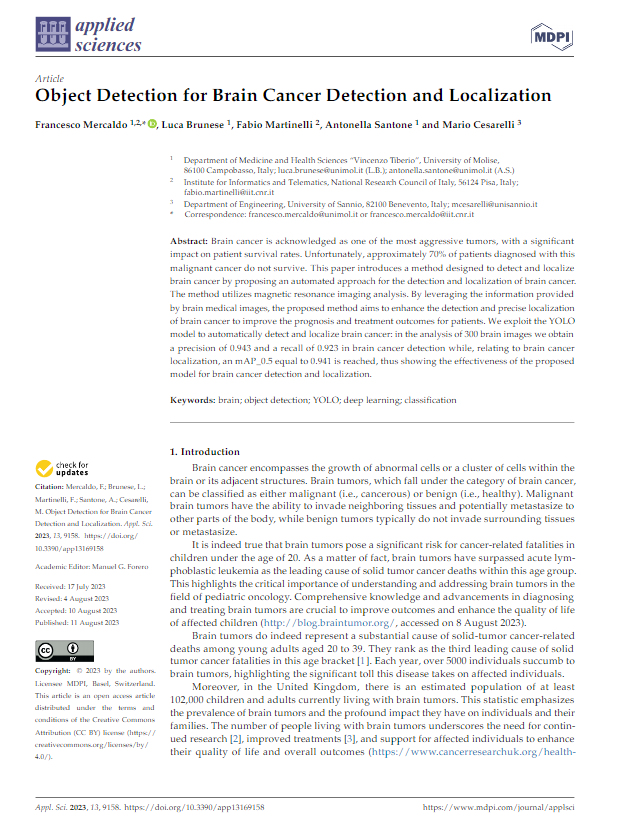 applied
sciences
MDPI
Article
Object Detection for Brain Cancer Detection and Localization
Francesco Mercaldo 1,2,* iD, Luca Brunese 1, Fabio Martinelli 2, Antonella Santone 1 and Mario Cesarelli 3
1 Department of Medicine and Health Sciences “Vincenzo Tiberio”, University of Molise,
86100 Campobasso, Italy; luca.brunese@unimol.it (L.B.); antonella.santone@unimol.it (A.S.)
2 Institute for Informatics and Telematics, National Research Council of Italy, 56124 Pisa, Italy;
fabio.martinelli@iit.cnr.it
3 Department of Engineering, University of Sannio, 82100 Benevento, Italy; mcesarelli@unisannio.it
* Correspondence: francesco.mercaldo@unimol.it or francesco.mercaldo@iit.cnr.it
Abstract: Brain cancer is acknowledged as one of the most aggressive tumors, with a significant
impact on patient survival rates. Unfortunately, approximately 70% of patients diagnosed with this
malignant cancer do not survive. This paper introduces a method designed to detect and localize
brain cancer by proposing an automated approach for the detection and localization of brain cancer.
The method utilizes magnetic resonance imaging analysis. By leveraging the information provided
by brain medical images, the proposed method aims to enhance the detection and precise localization
of brain cancer to improve the prognosis and treatment outcomes for patients. We exploit the YOLO
model to automatically detect and localize brain cancer: in the analysis of 300 brain images we obtain
a precision of 0.943 and a recall of 0.923 in brain cancer detection while, relating to brain cancer
localization, an mAP_0.5 equal to 0.941 is reached, thus showing the effectiveness of the proposed
model for brain cancer detection and localization.
Keywords: brain; object detection; YOLO; deep learning; classification
check for
updates
Citation: Mercaldo, F.; Brunese, L.;
Martinelli, F.; Santone, A.; Cesarelli,
M. Object Detection for Brain Cancer
Detection and Localization. Appl. Sci.
2023, 13, 9158. https://doi.org/
10.3390/app13169158
Academic Editor: Manuel G. Forero
Received: 17 July 2023
Revised: 4 August 2023
Accepted: 10 August 2023
Published: 11 August 2023
cc BY
Copyright: © 2023 by the authors.
Licensee MDPI, Basel, Switzerland.
This article is an open access article
distributed under the terms and
conditions of the Creative Commons
Attribution (CC BY) license (https://
creativecommons.org/licenses/by/
4.0/).
1. Introduction
Brain cancer encompasses the growth of abnormal cells or a cluster of cells within the
brain or its adjacent structures. Brain tumors, which fall under the category of brain cancer,
can be classified as either malignant (i.e., cancerous) or benign (i.e., healthy). Malignant
brain tumors have the ability to invade neighboring tissues and potentially metastasize to
other parts of the body, while benign tumors typically do not invade surrounding tissues
or metastasize.
It is indeed true that brain tumors pose a significant risk for cancer-related fatalities in
children under the age of 20. As a matter of fact, brain tumors have surpassed acute lym-
phoblastic leukemia as the leading cause of solid tumor cancer deaths within this age group.
This highlights the critical importance of understanding and addressing brain tumors in the
field of pediatric oncology. Comprehensive knowledge and advancements in diagnosing
and treating brain tumors are crucial to improve outcomes and enhance the quality of life
of affected children (http://blog.braintumor.org/, accessed on 8 August 2023).
Brain tumors do indeed represent a substantial cause of solid-tumor cancer-related
deaths among young adults aged 20 to 39. They rank as the third leading cause of solid
tumor cancer fatalities in this age bracket [1]. Each year, over 5000 individuals succumb to
brain tumors, highlighting the significant toll this disease takes on affected individuals.
Moreover, in the United Kingdom, there is an estimated population of at least
102,000 children and adults currently living with brain tumors. This statistic emphasizes
the prevalence of brain tumors and the profound impact they have on individuals and their
families. The number of people living with brain tumors underscores the need for contin-
ued research [2], improved treatments [3], and support for affected individuals to enhance
their quality of life and overall outcomes (https://www.cancerresearchuk.org/health-
Appl. Sci. 2023, 13, 9158. https://doi.org/10.3390/app13169158
https://www.mdpi.com/journal/applsci